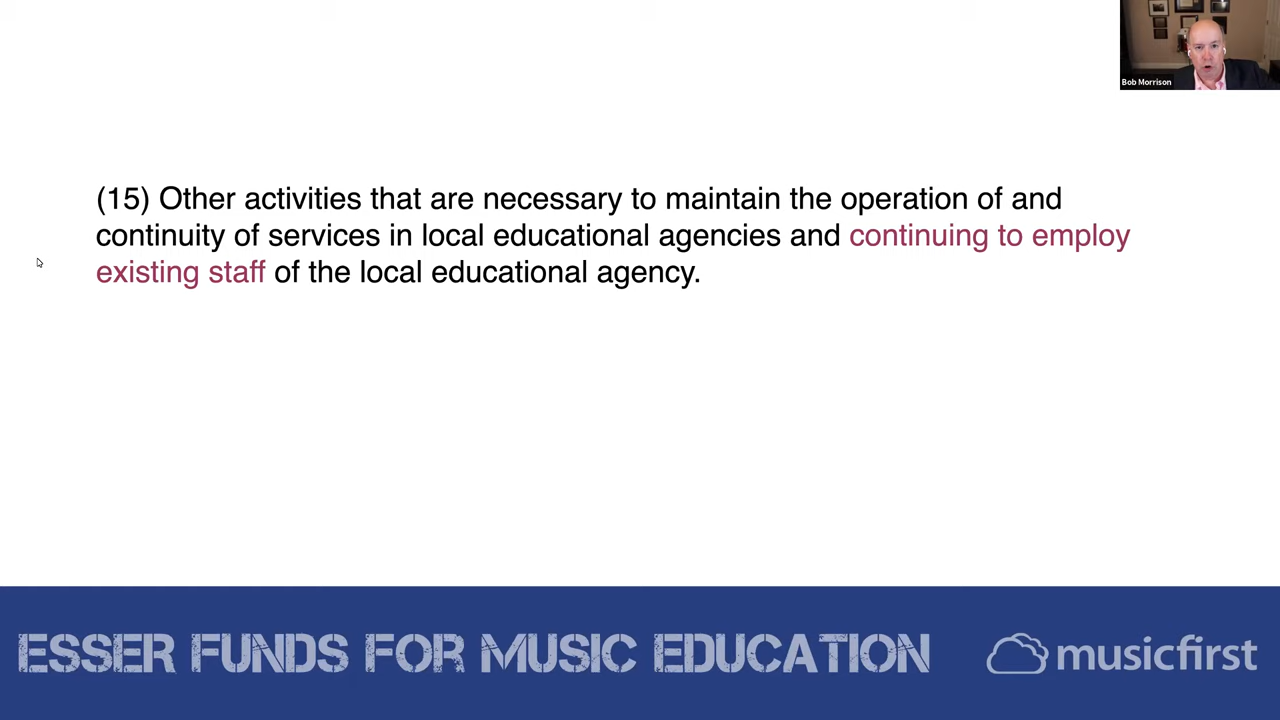 Bob Morrison
(15) Other activities that are necessary to maintain the operation of and
continuity of services in local educational agencies and continuing to employ
existing staff of the local educational agency.
ESSER FUNDS FOR MUSIC EDUCATION
musicfirst